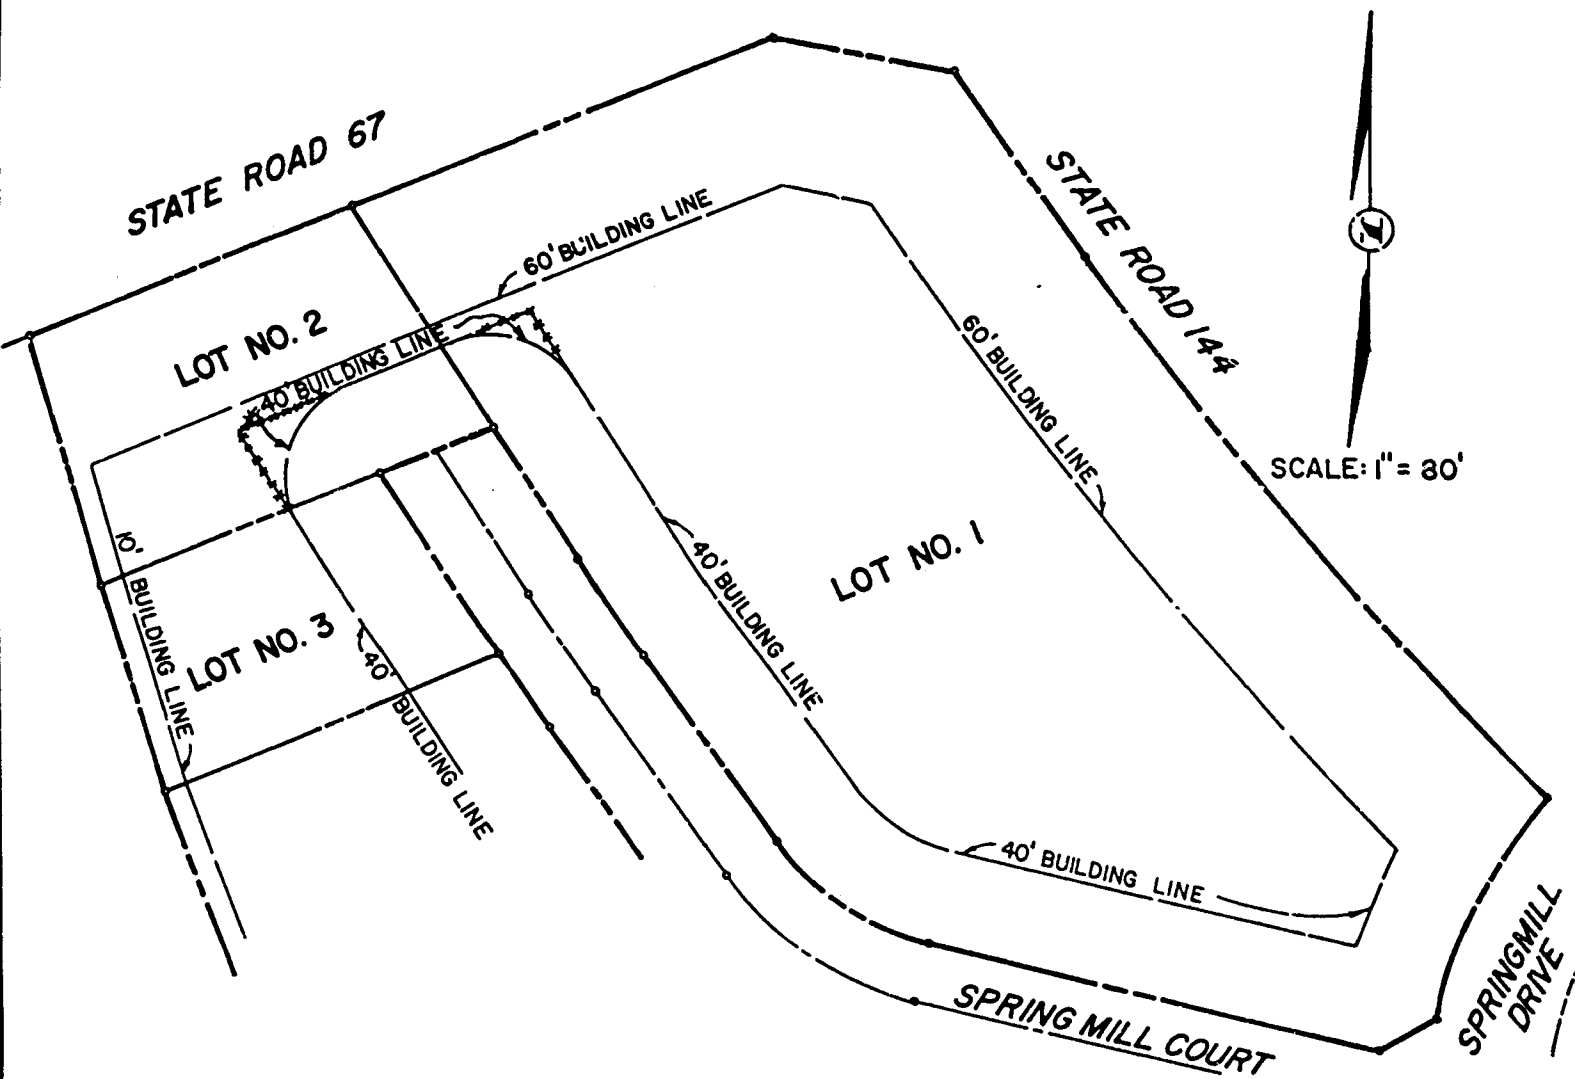 STATE ROAD 67
STATE ROAD 144
60' BUILDING LINE
LOT NO. 2
40' BUILDING LINE
60' BUILDING LINE
SCALE: 1" = 80'
LOT NO. 1
10' BUILDING LINE
40' BUILDING LINE
LOT NO. 3
40' BUILDING LINE
40' BUILDING LINE
SPRINGMILL
DRIVE
SPRING MILL COURT